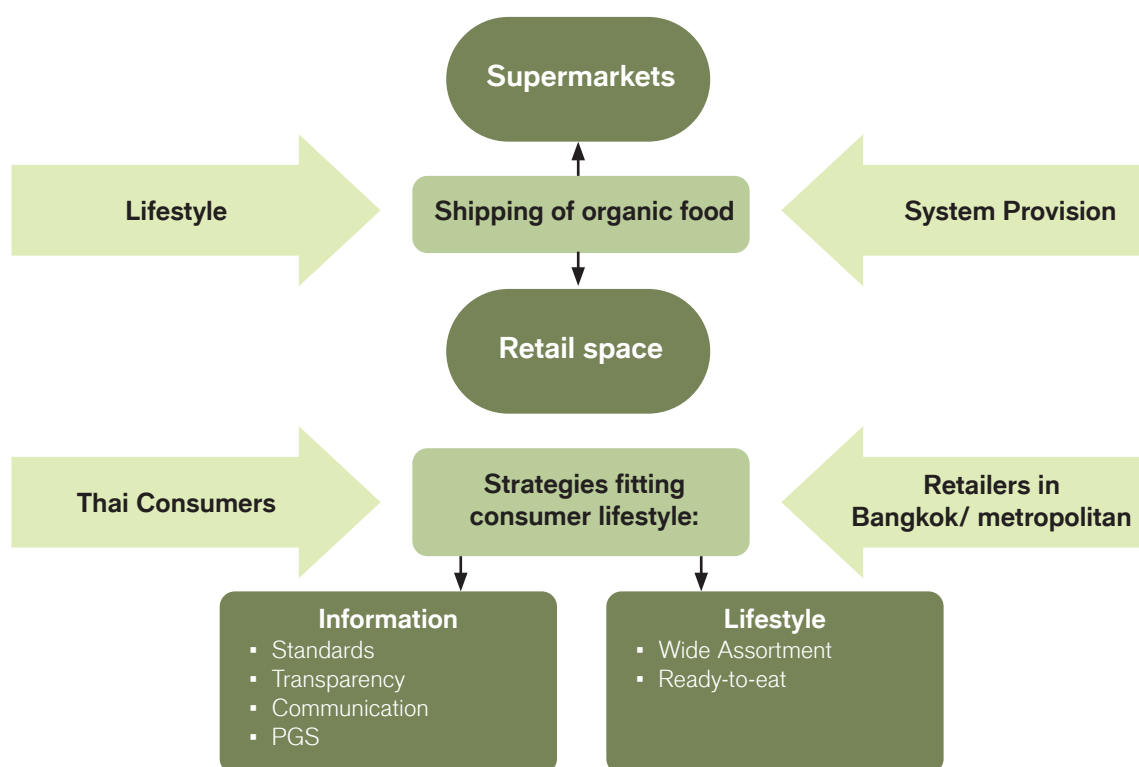 Supermarkets
Lifestyle
Shipping of organic food
System Provision
Retail space
Thai Consumers
Strategies fitting
consumer lifestyle:
Retailers in
Bangkok/ metropolitan
Information
▪ Standards
▪ Transparency
▪ Communication
▪ PGS
Lifestyle
▪ Wide Assortment
▪ Ready-to-eat